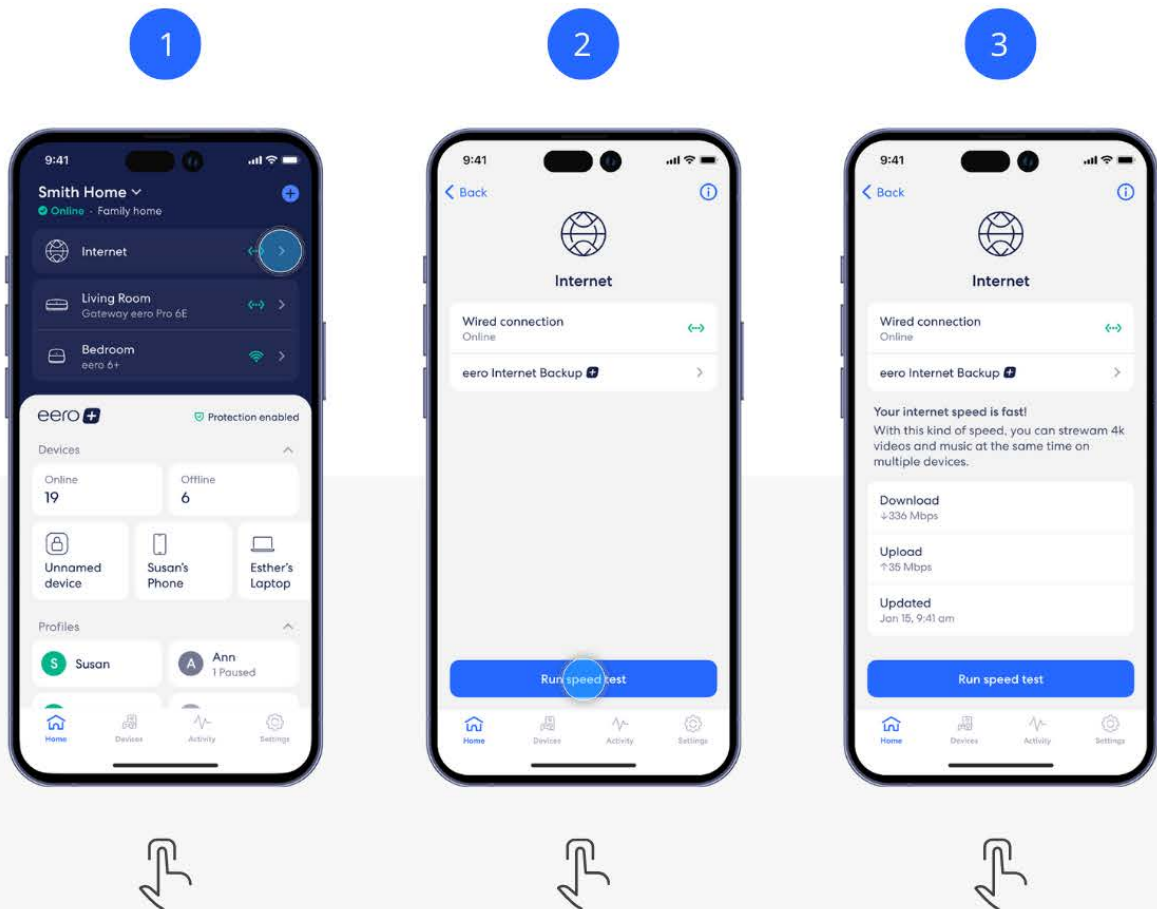 1
2
3
9:41
Smith Home
Online · Family home
Internet
Living Room
Gateway eero Pro 6E
Bedroom
eero 6+
eero +
Protection enabled
Devices
Online
19
Offline
6
Unnamed
device
Susan's
Phone
Esther's
Laptop
Profiles
S Susan
A Ann
1 Paused
Home
Devices
Activity
Settings
9:41
Back
Internet
Wired connection
Online
eero Internet Backup +
Run speed test
Home
Devices
Activity
Settings
9:41
Back
Internet
Wired connection
Online
eero Internet Backup +
Your internet speed is fast!
With this kind of speed, you can strewam 4k
videos and music at the same time on
multiple devices.
Download
↓336 Mbps
Upload
↑35 Mbps
Updated
Jan 15, 9:41 am
Run speed test
Home
Devices
Activity
Settings